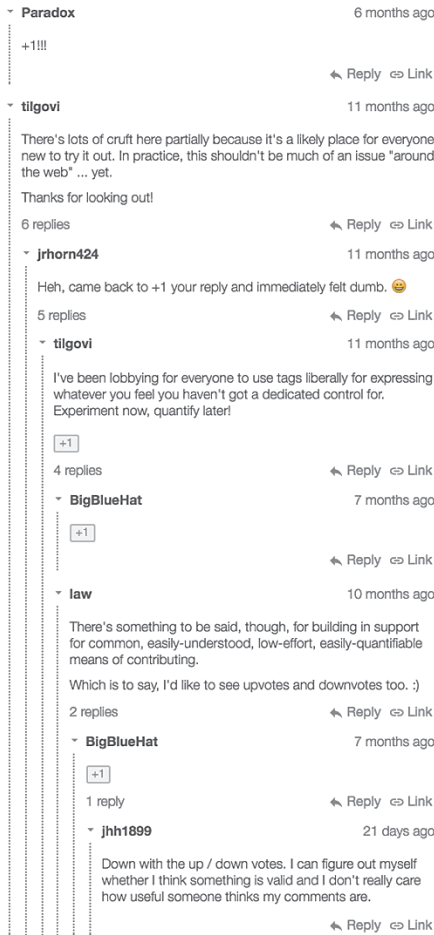 Paradox 6 months ago
+1!!!
Reply Link
tilgovi 11 months ago
There's lots of cruft here partially because it's a likely place for everyone
new to try it out. In practice, this shouldn't be much of an issue "around
the web" ... yet.
Thanks for looking out!
6 replies Reply Link
jrhorn424 11 months ago
Heh, came back to +1 your reply and immediately felt dumb. 😀
5 replies Reply Link
tilgovi 11 months ago
I've been lobbying for everyone to use tags liberally for expressing
whatever you feel you haven't got a dedicated control for.
Experiment now, quantify later!
+1
4 replies Reply Link
BigBlueHat 7 months ago
+1
Reply Link
law 10 months ago
There's something to be said, though, for building in support
for common, easily-understood, low-effort, easily-quantifiable
means of contributing.
Which is to say, I'd like to see upvotes and downvotes too. :)
2 replies Reply Link
BigBlueHat 7 months ago
+1
1 reply Reply Link
jhh1899 21 days ago
Down with the up / down votes. I can figure out myself
whether I think something is valid and I don't really care
how useful someone thinks my comments are.
Reply Link